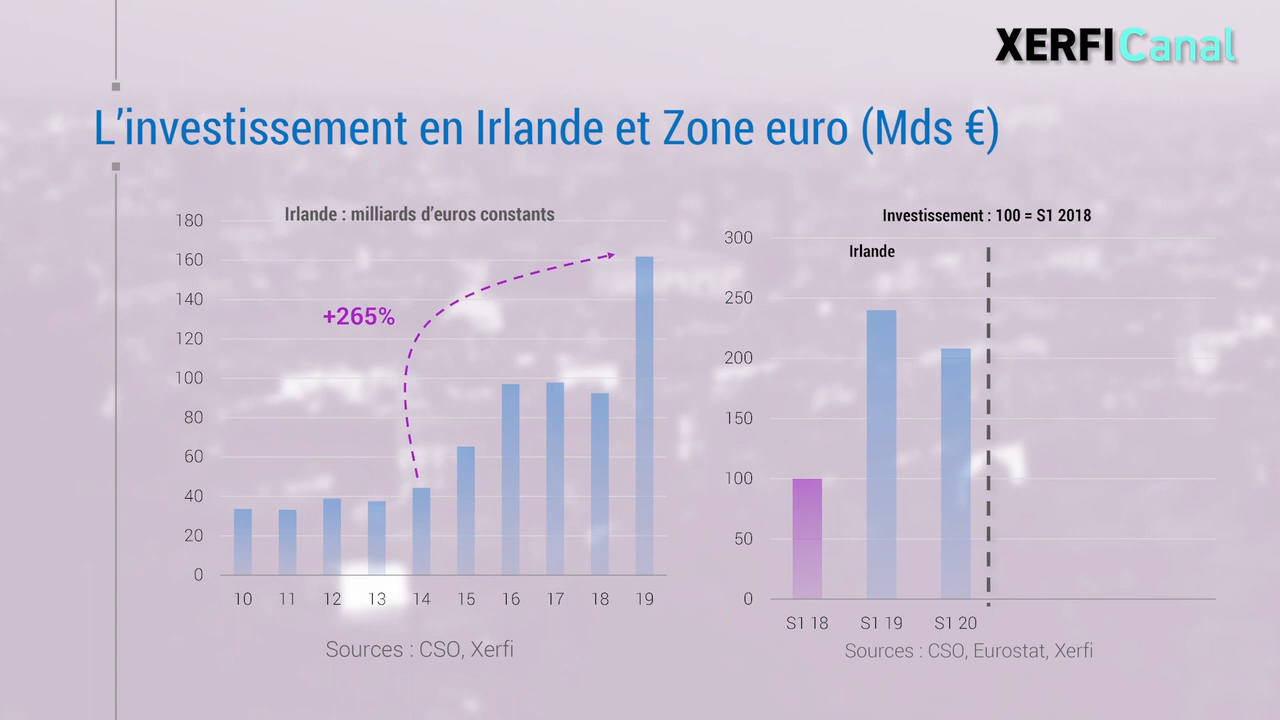 XERFI Canal
L’investissement en Irlande et Zone euro (Mds €)
Irlande : milliards d’euros constants
180
160
140
120
100
80
60
40
20
0
+265%
10 11 12 13 14 15 16 17 18 19
Sources : CSO, Xerfi
Investissement : 100 = S1 2018
Irlande
300
250
200
150
100
50
0
S1 18 S1 19 S1 20
Sources : CSO, Eurostat, Xerfi